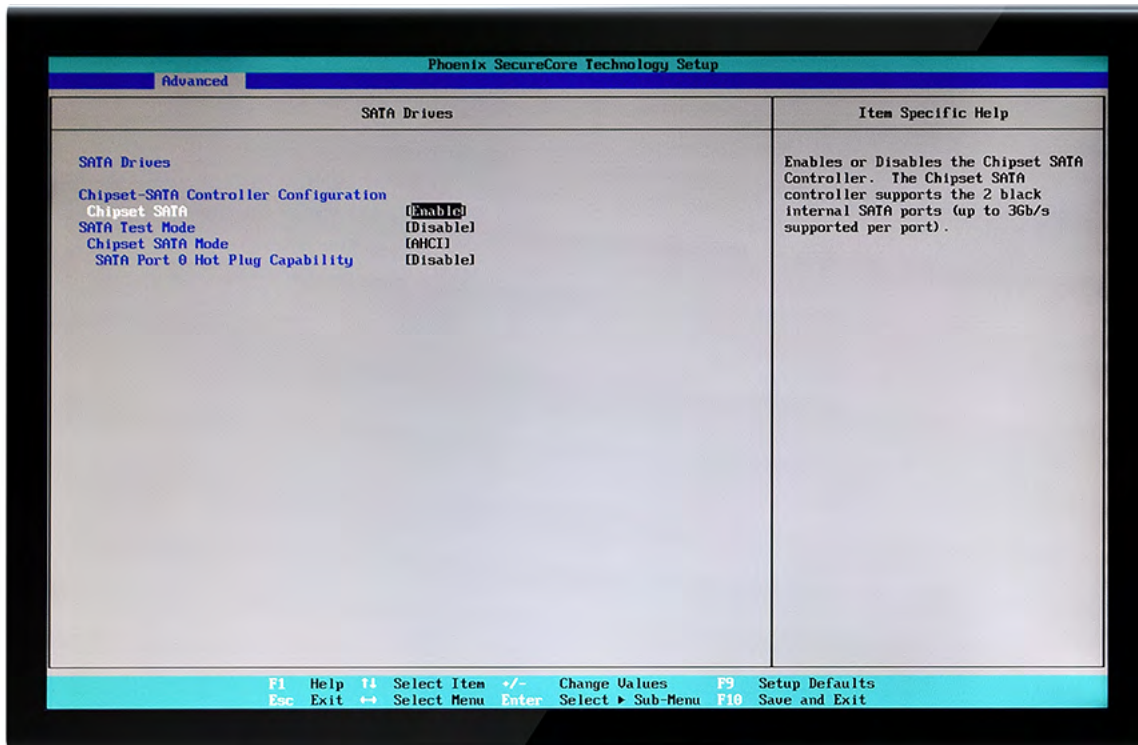 Phoenix SecureCore Technology Setup
Advanced
SATA Drives
Item Specific Help
SATA Drives
Chipset-SATA Controller Configuration
Chipset SATA [Enable]
SATA Test Mode [Disable]
Chipset SATA Mode [AHCI]
SATA Port 0 Hot Plug Capability [Disable]
Enables or Disables the Chipset SATA
Controller. The Chipset SATA
controller supports the 2 black
internal SATA ports (up to 3Gb/s
supported per port).
F1 Help ↑↓ Select Item +/- Change Values F9 Setup Defaults
Esc Exit ↔ Select Menu Enter Select ▶ Sub-Menu F10 Save and Exit